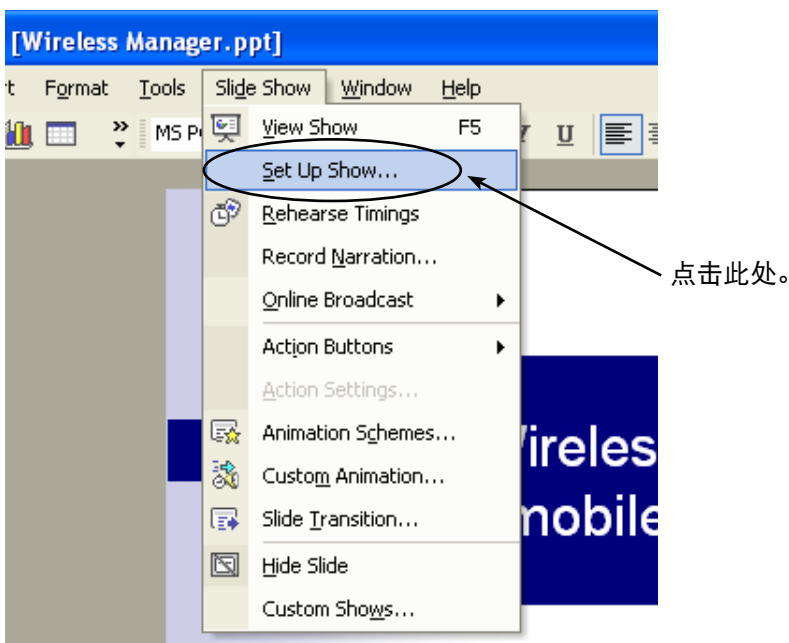 [Wireless Manager.ppt]
t Format Tools Slide Show Window Help
MS P U
View Show F5
Set Up Show...
Rehearse Timings
Record Narration...
点击此处。
Online Broadcast
Action Buttons
Action Settings...
Animation Schemes...
Custom Animation...
Slide Transition...
Hide Slide
Custom Shows...
ireles
mobile